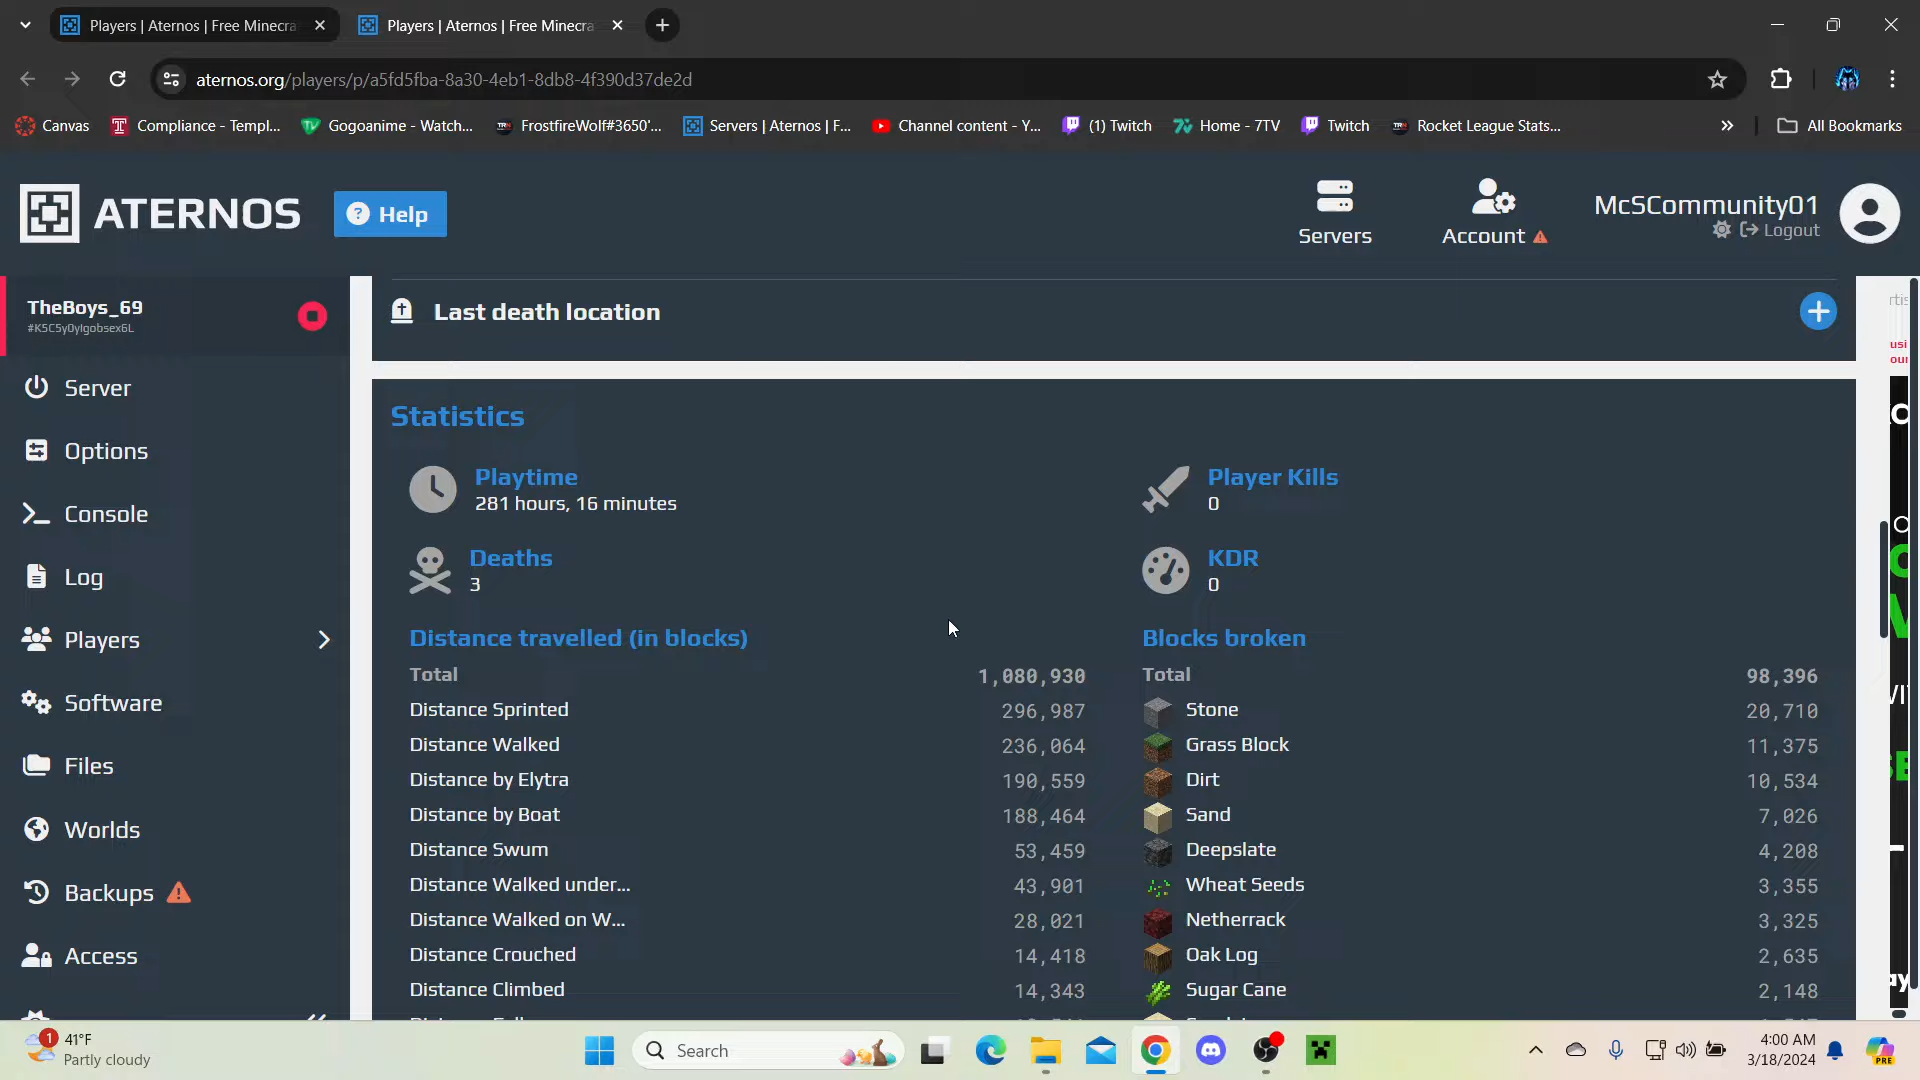 Players | Aternos | Free Minecra
Players | Aternos | Free Minecra
aternos.org/players/p/a5fd5fba-8a30-4eb1-8db8-4f390d37de2d
Canvas
Compliance - Templ...
Gogoanime - Watch...
FrostfireWolf#3650'...
Servers | Aternos | F...
Channel content - Y...
(1) Twitch
Home - 7TV
Twitch
Rocket League Stats...
All Bookmarks
ATERNOS
Help
Servers
Account
McSCommunity01
Logout
TheBoys_69
Server
Options
Console
Log
Players
Software
Files
Worlds
Backups
Access
Last death location
Statistics
Playtime
281 hours, 16 minutes
Player Kills
0
Deaths
3
KDR
0
Distance travelled (in blocks)
Total 1,080,930
Distance Sprinted 296,987
Distance Walked 236,064
Distance by Elytra 190,559
Distance by Boat 188,464
Distance Swum 53,459
Distance Walked under... 43,901
Distance Walked on W... 28,021
Distance Crouched 14,418
Distance Climbed 14,343
Blocks broken
Total 98,396
Stone 20,710
Grass Block 11,375
Dirt 10,534
Sand 7,026
Deepslate 4,208
Wheat Seeds 3,355
Netherrack 3,325
Oak Log 2,635
Sugar Cane 2,148
1
41°F
Partly cloudy
Search
4:00 AM
3/18/2024
PRE